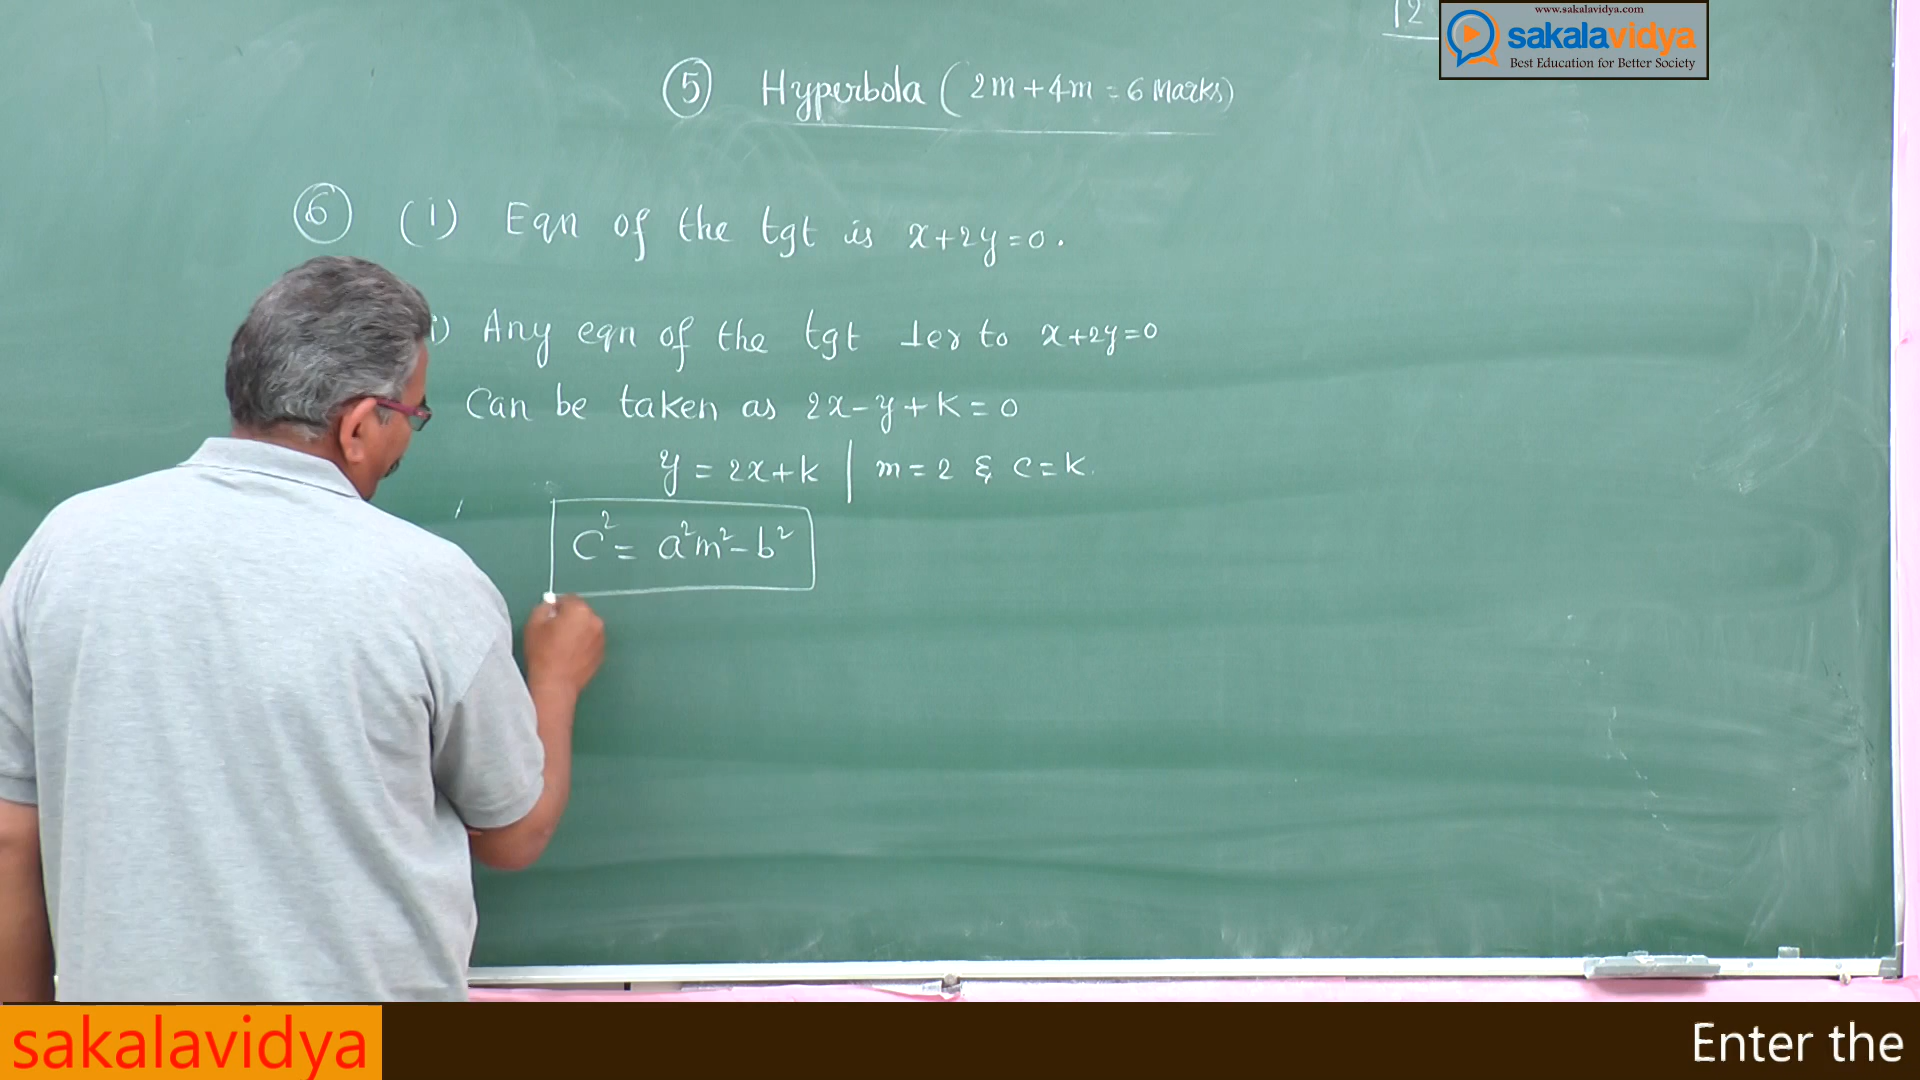 12
www.sakalavidya.com
sakalavidya
Best Education for Better Society
5 Hyperbola (2m+4m=6 Marks)
6 (i) Eqn of the tgt is x+2y=0.
i) Any eqn of the tgt ⊥er to x+2y=0
Can be taken as 2x-y+k=0
y = 2x+k | m=2 & c=k.
C² = a²m²-b²
sakalavidya
Enter the